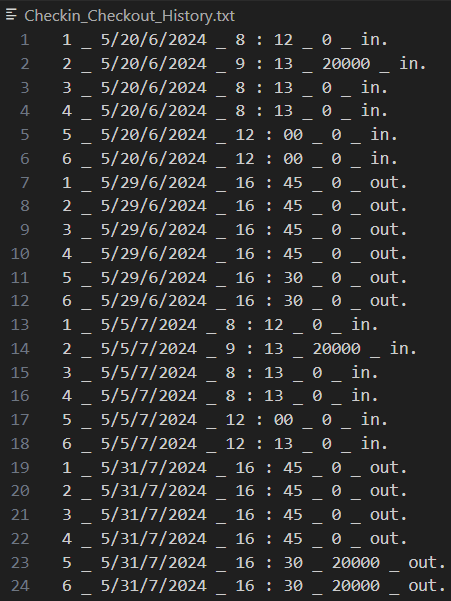 Checkin_Checkout_History.txt
1 1 _ 5/20/6/2024 _ 8 : 12 _ 0 _ in.
2 2 _ 5/20/6/2024 _ 9 : 13 _ 20000 _ in.
3 3 _ 5/20/6/2024 _ 8 : 13 _ 0 _ in.
4 4 _ 5/20/6/2024 _ 8 : 13 _ 0 _ in.
5 5 _ 5/20/6/2024 _ 12 : 00 _ 0 _ in.
6 6 _ 5/20/6/2024 _ 12 : 00 _ 0 _ in.
7 1 _ 5/29/6/2024 _ 16 : 45 _ 0 _ out.
8 2 _ 5/29/6/2024 _ 16 : 45 _ 0 _ out.
9 3 _ 5/29/6/2024 _ 16 : 45 _ 0 _ out.
10 4 _ 5/29/6/2024 _ 16 : 45 _ 0 _ out.
11 5 _ 5/29/6/2024 _ 16 : 30 _ 0 _ out.
12 6 _ 5/29/6/2024 _ 16 : 30 _ 0 _ out.
13 1 _ 5/5/7/2024 _ 8 : 12 _ 0 _ in.
14 2 _ 5/5/7/2024 _ 9 : 13 _ 20000 _ in.
15 3 _ 5/5/7/2024 _ 8 : 13 _ 0 _ in.
16 4 _ 5/5/7/2024 _ 8 : 13 _ 0 _ in.
17 5 _ 5/5/7/2024 _ 12 : 00 _ 0 _ in.
18 6 _ 5/5/7/2024 _ 12 : 13 _ 0 _ in.
19 1 _ 5/31/7/2024 _ 16 : 45 _ 0 _ out.
20 2 _ 5/31/7/2024 _ 16 : 45 _ 0 _ out.
21 3 _ 5/31/7/2024 _ 16 : 45 _ 0 _ out.
22 4 _ 5/31/7/2024 _ 16 : 45 _ 0 _ out.
23 5 _ 5/31/7/2024 _ 16 : 30 _ 20000 _ out.
24 6 _ 5/31/7/2024 _ 16 : 30 _ 20000 _ out.